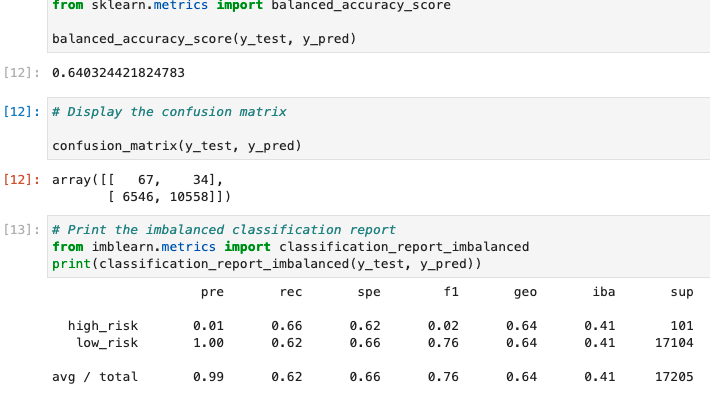 from sklearn.metrics import balanced_accuracy_score
balanced_accuracy_score(y_test, y_pred)
[12]: 0.640324421824783
[12]: # Display the confusion matrix
confusion_matrix(y_test, y_pred)
[12]: array([[   67,    34],
       [ 6546, 10558]])
[13]: # Print the imbalanced classification report
from imblearn.metrics import classification_report_imbalanced
print(classification_report_imbalanced(y_test, y_pred))
pre rec spe f1 geo iba sup
high_risk 0.01 0.66 0.62 0.02 0.64 0.41 101
low_risk 1.00 0.62 0.66 0.76 0.64 0.41 17104
avg / total 0.99 0.62 0.66 0.76 0.64 0.41 17205